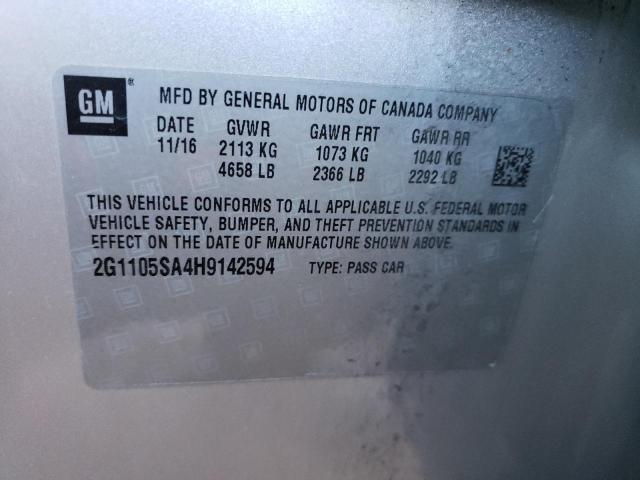 GM®
MFD BY GENERAL MOTORS OF CANADA COMPANY
DATE GVWR GAWR FRT GAWR RR
11/16 2113 KG 1073 KG 1040 KG
4658 LB 2366 LB 2292 LB
THIS VEHICLE CONFORMS TO ALL APPLICABLE U.S. FEDERAL MOTOR
VEHICLE SAFETY, BUMPER, AND THEFT PREVENTION STANDARDS IN
EFFECT ON THE DATE OF MANUFACTURE SHOWN ABOVE.
2G1105SA4H9142594 TYPE: PASS CAR